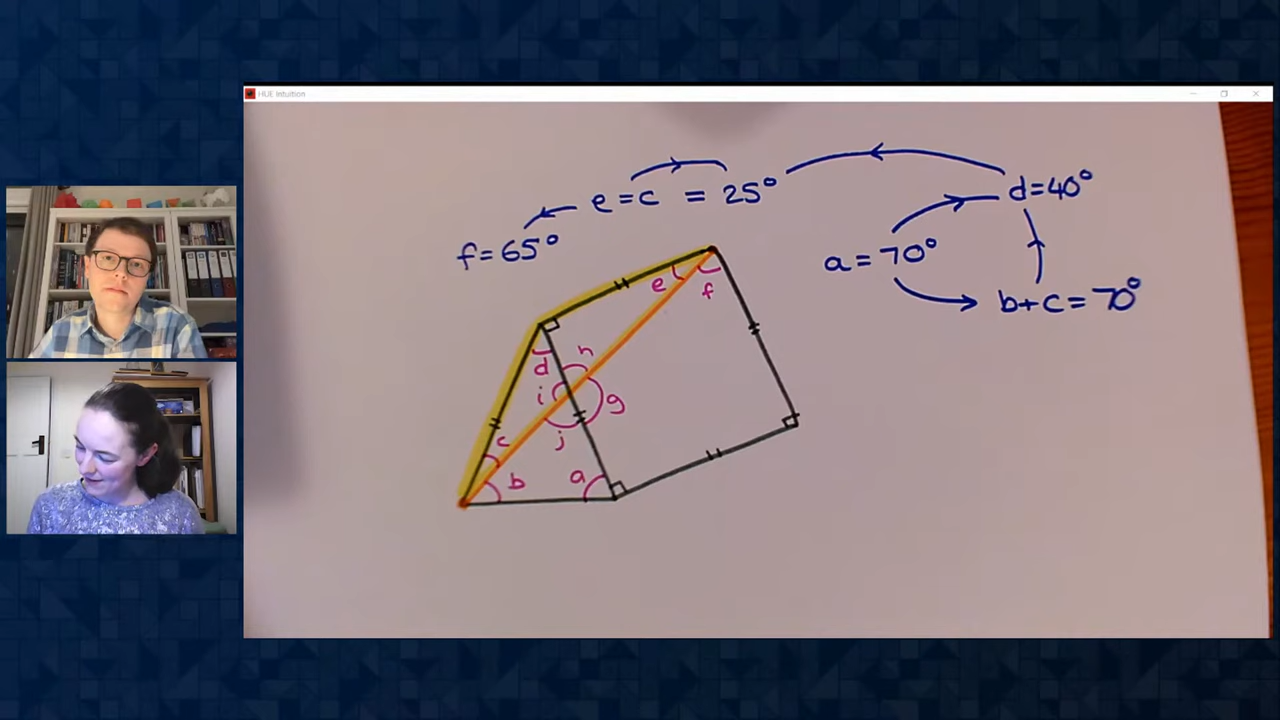 HUE Intuition
e = c = 25°
d = 40°
f = 65°
a = 70°
b + c = 70°
e
f
d
h
i
g
c
j
b
a